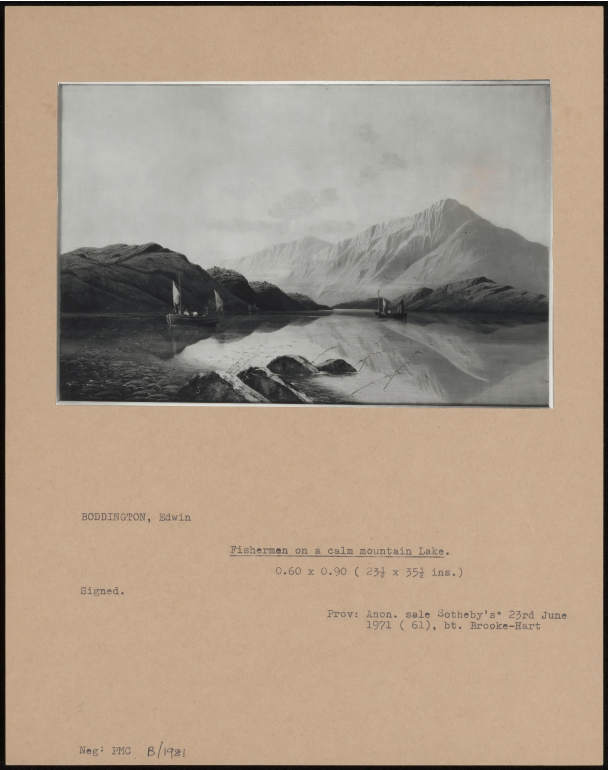 BODDINGTON, Edwin
Fishermen on a calm mountain Lake.
0.60 x 0.90 ( 23½ x 35½ ins.)
Signed.
Prov: Anon. sale Sotheby's* 23rd June
1971 ( 61), bt. Brooke-Hart
Neg: PMC B/1981